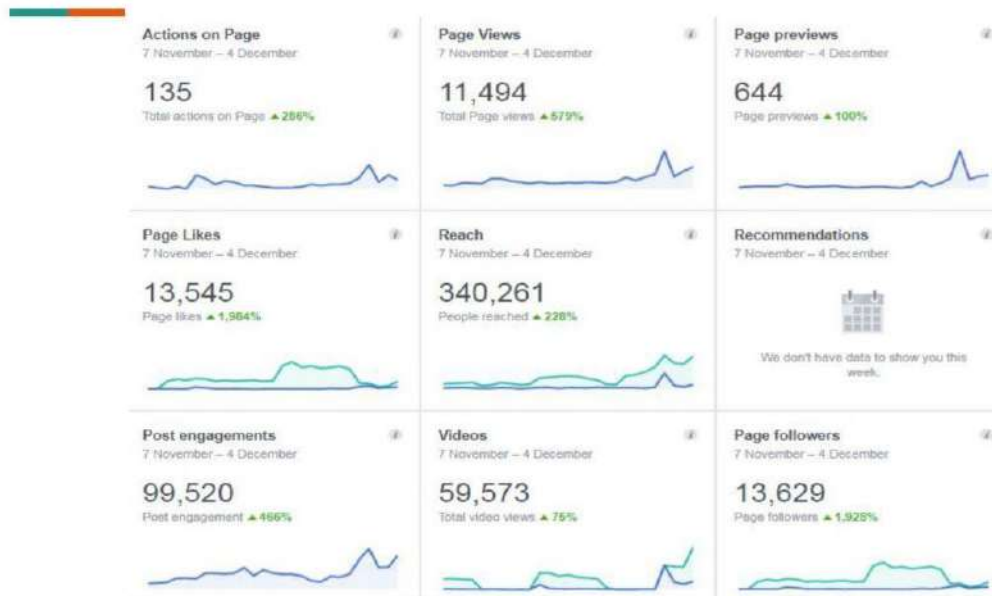 Actions on Page
7 November – 4 December
135
Total actions on Page ▲ 286%
Page Views
7 November – 4 December
11,494
Total Page views ▲ 579%
Page previews
7 November – 4 December
644
Page previews ▲ 100%
Page Likes
7 November – 4 December
13,545
Page likes ▲ 1,984%
Reach
7 November – 4 December
340,261
People reached ▲ 228%
Recommendations
7 November – 4 December
We don't have data to show you this
week.
Post engagements
7 November – 4 December
99,520
Post engagement ▲ 466%
Videos
7 November – 4 December
59,573
Total video views ▲ 75%
Page followers
7 November – 4 December
13,629
Page followers ▲ 1,928%